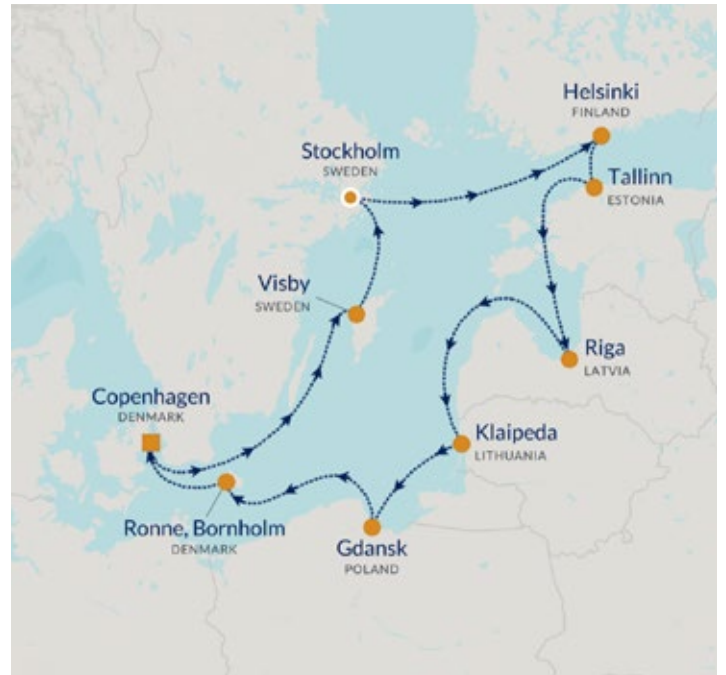 Helsinki
FINLAND
Stockholm
SWEDEN
Tallinn
ESTONIA
Visby
SWEDEN
Riga
LATVIA
Copenhagen
DENMARK
Klaipeda
LITHUANIA
Ronne, Bornholm
DENMARK
Gdansk
POLAND